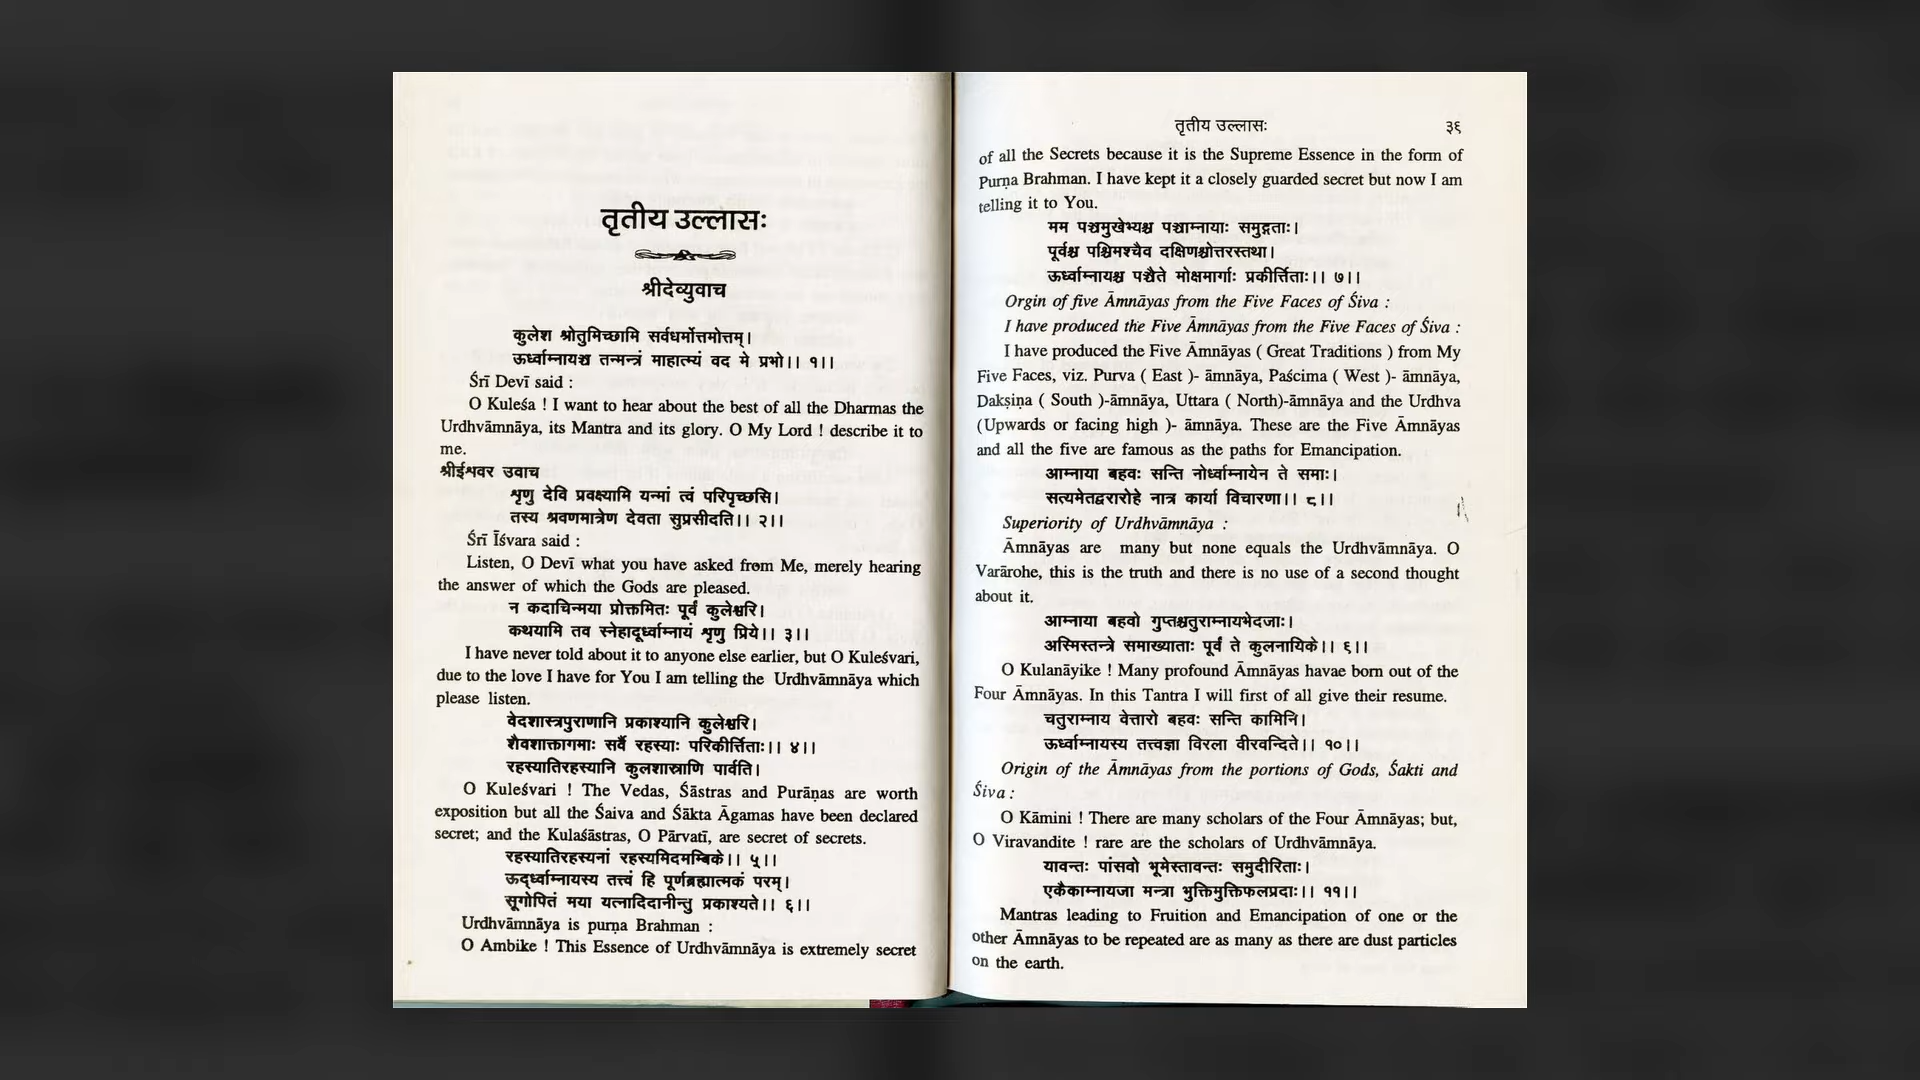 तृतीय उल्लासः
श्रीदेव्युवाच
कुलेश श्रोतुमिच्छामि सर्वधर्मोत्तमोत्तम्।
ऊर्ध्वाम्नायञ्च तन्मन्त्रं माहात्म्यं वद मे प्रभो।। १।।
Śrī Devī said :
O Kuleśa ! I want to hear about the best of all the Dharmas the
Urdhvāmnāya, its Mantra and its glory. O My Lord ! describe it to
me.
श्रीईश्वर उवाच
शृणु देवि प्रवक्ष्यामि यन्मां त्वं परिपृच्छसि।
तस्य श्रवणमात्रेण देवता सुप्रसीदति।। २।।
Śrī Īśvara said :
Listen, O Devī what you have asked from Me, merely hearing
the answer of which the Gods are pleased.
न कदाचिन्मया प्रोक्तमितः पूर्वं कुलेश्वरि।
कथयामि तव स्नेहादूर्ध्वाम्नायं शृणु प्रिये।। ३।।
I have never told about it to anyone else earlier, but O Kuleśvari,
due to the love I have for You I am telling the Urdhvāmnāya which
please listen.
वेदशास्त्रपुराणानि प्रकाश्यानि कुलेश्वरि।
शैवशाक्तागमाः सर्वे रहस्याः परिकीर्त्तिताः।। ४।।
रहस्यातिरहस्यानि कुलशास्त्राणि पार्वति।
O Kuleśvari ! The Vedas, Śāstras and Purāṇas are worth
exposition but all the Śaiva and Śākta Āgamas have been declared
secret; and the Kulaśāstras, O Pārvatī, are secret of secrets.
रहस्यातिरहस्यनां रहस्यमिदमम्बिके।। ५।।
ऊद्र्ध्वाम्नायस्य तत्त्वं हि पूर्णब्रह्मात्मकं परम्।
सूगोपितं मया यत्नादिदानीन्तु प्रकाश्यते।। ६।।
Urdhvāmnāya is purṇa Brahman :
O Ambike ! This Essence of Urdhvāmnāya is extremely secret
तृतीय उल्लासः ३६
of all the Secrets because it is the Supreme Essence in the form of
Purṇa Brahman. I have kept it a closely guarded secret but now I am
telling it to You.
मम पञ्चमुखेभ्यश्च पञ्चाम्नायाः समुद्गताः।
पूर्वश्च पश्चिमश्चैव दक्षिणश्चोत्तरस्तथा।
ऊर्ध्वाम्नायश्च पञ्चैते मोक्षमार्गाः प्रकीर्त्तिताः।। ७।।
Orgin of five Āmnāyas from the Five Faces of Śiva :
I have produced the Five Āmnāyas from the Five Faces of Śiva :
I have produced the Five Āmnāyas ( Great Traditions ) from My
Five Faces, viz. Purva ( East )- āmnāya, Paścima ( West )- āmnāya,
Dakṣiṇa ( South )-āmnāya, Uttara ( North)-āmnāya and the Urdhva
(Upwards or facing high )- āmnāya. These are the Five Āmnāyas
and all the five are famous as the paths for Emancipation.
आम्नाया बहवः सन्ति नोर्ध्वाम्नायेन ते समाः।
सत्यमेतद्वरारोहे नात्र कार्या विचारणा।। ८।।
Superiority of Urdhvāmnāya :
Āmnāyas are many but none equals the Urdhvāmnāya. O
Varārohe, this is the truth and there is no use of a second thought
about it.
आम्नाया बहवो गुप्तश्चतुराम्नायभेदजाः।
अस्मिस्तन्त्रे समाख्याताः पूर्वं ते कुलनायिके।। ६।।
O Kulanāyike ! Many profound Āmnāyas havae born out of the
Four Āmnāyas. In this Tantra I will first of all give their resume.
चतुराम्नाय वेत्तारो बहवः सन्ति कामिनि।
ऊर्ध्वाम्नायस्य तत्त्वज्ञा विरला वीरवन्दिते।। १०।।
Origin of the Āmnāyas from the portions of Gods, Śakti and
Śiva :
O Kāmini ! There are many scholars of the Four Āmnāyas; but,
O Viravandite ! rare are the scholars of Urdhvāmnāya.
यावन्तः पांसवो भूमेस्तावन्तः समुदीरिताः।
एकैकाम्नायजा मन्त्रा भुक्तिमुक्तिफलप्रदाः।। ११।।
Mantras leading to Fruition and Emancipation of one or the
other Āmnāyas to be repeated are as many as there are dust particles
on the earth.